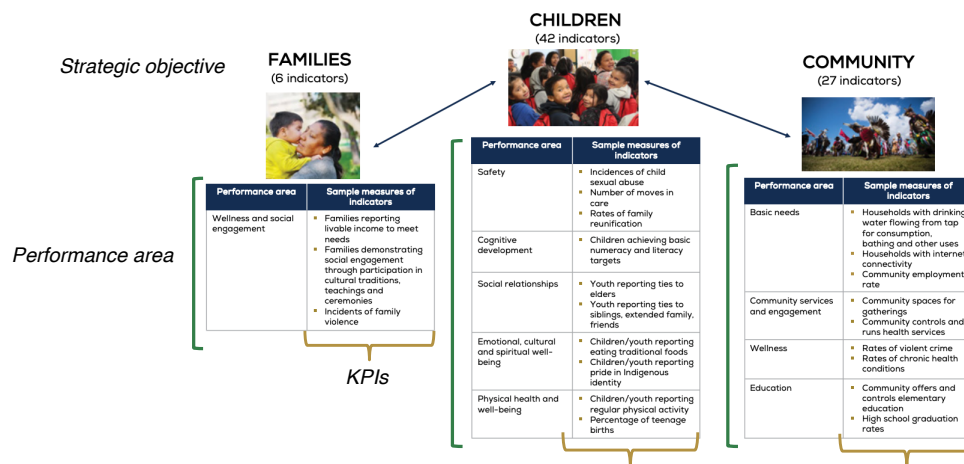 Strategic objective
FAMILIES
(6 indicators)
CHILDREN
(42 indicators)
COMMUNITY
(27 indicators)
Performance area
KPIs
Performance area
Sample measures of
indicators
Wellness and social
engagement
Families reporting
livable income to meet
needs
Families demonstrating
social engagement
through participation in
cultural traditions,
teachings and
ceremonies
Incidents of family
violence
Performance area
Sample measures of
indicators
Safety
Incidences of child
sexual abuse
Number of moves in
care
Rates of family
reunification
Cognitive
development
Children achieving basic
numeracy and literacy
targets
Social relationships
Youth reporting ties to
elders
Youth reporting ties to
siblings, extended family,
friends
Emotional, cultural
and spiritual well-
being
Children/youth reporting
eating traditional foods
Children/youth reporting
pride in Indigenous
identity
Physical health and
well-being
Children/youth reporting
regular physical activity
Percentage of teenage
births
Performance area
Sample measures of
indicators
Basic needs
Households with drinking
water flowing from tap
for consumption,
bathing and other uses
Households with internet
connectivity
Community employment
rate
Community services
and engagement
Community spaces for
gatherings
Community controls and
runs health services
Wellness
Rates of violent crime
Rates of chronic health
conditions
Education
Community offers and
controls elementary
education
High school graduation
rates